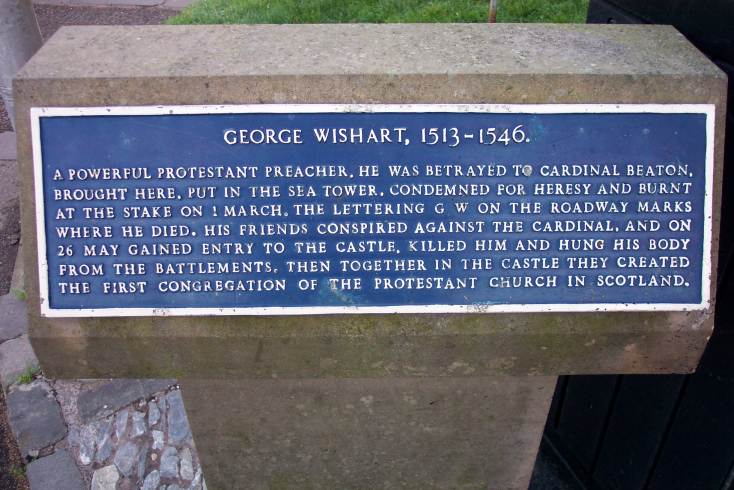 GEORGE WISHART, 1513-1546.
A POWERFUL PROTESTANT PREACHER. HE WAS BETRAYED TO CARDINAL BEATON,
BROUGHT HERE, PUT IN THE SEA TOWER, CONDEMNED FOR HERESY AND BURNT
AT THE STAKE ON 1 MARCH. THE LETTERING G W ON THE ROADWAY MARKS
WHERE HE DIED. HIS FRIENDS CONSPIRED AGAINST THE CARDINAL, AND ON
26 MAY GAINED ENTRY TO THE CASTLE, KILLED HIM AND HUNG HIS BODY
FROM THE BATTLEMENTS. THEN TOGETHER IN THE CASTLE THEY CREATED
THE FIRST CONGREGATION OF THE PROTESTANT CHURCH IN SCOTLAND.